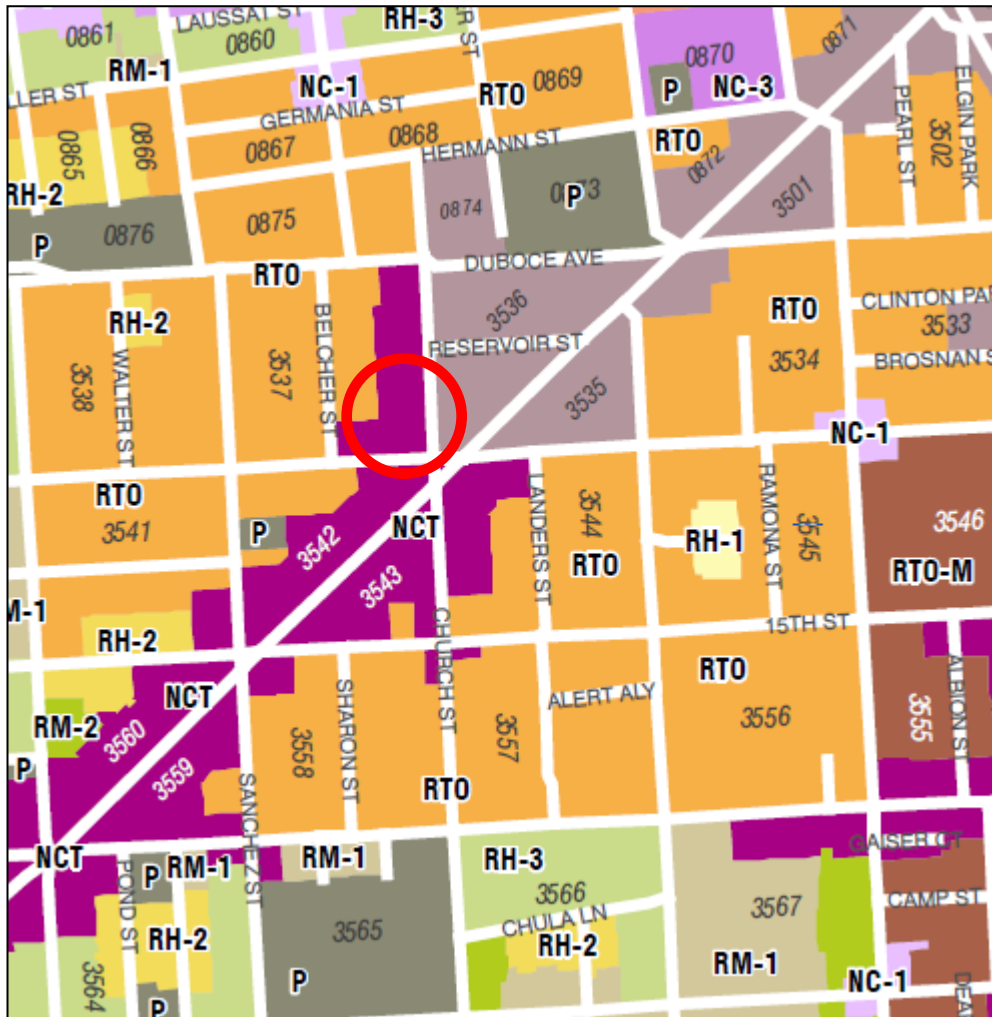 LAUSSAT ST
RH-3
0861
0860
0870
0871
RM-1
NC-1
0869
P
NC-3
RTO
LLER ST
GERMANIA ST
PEARL ST
ELGIN PARK
0865
0866
0867
0868
HERMANN ST
RTO
0872
3502
RH-2
0874
0873
P
3501
0876
P
0875
DUBOCE AVE
RTO
RH-2
BELCHER ST
3536
RESERVOIR ST
RTO
CLINTON PAR
3533
WALTER ST
3538
3537
3535
3534
BROSNAN S
NC-1
RTO
3541
P
3542
NCT
LANDERS ST
3544
RH-1
RAMONA ST
3545
3546
RTO
RTO-M
3543
M-1
RH-2
CHURCH ST
15TH ST
NCT
RTO
ALERT ALY
ALBION ST
RM-2
3560
SHARON ST
3556
3555
P
3559
3558
3557
RTO
SANCHEZ ST
NCT
P
RM-1
RM-1
RH-3
GAISER CT
POND ST
3566
3567
CAMP ST
RH-2
3565
CHULA LN
RH-2
3564
P
RM-1
NC-1
P
DEA